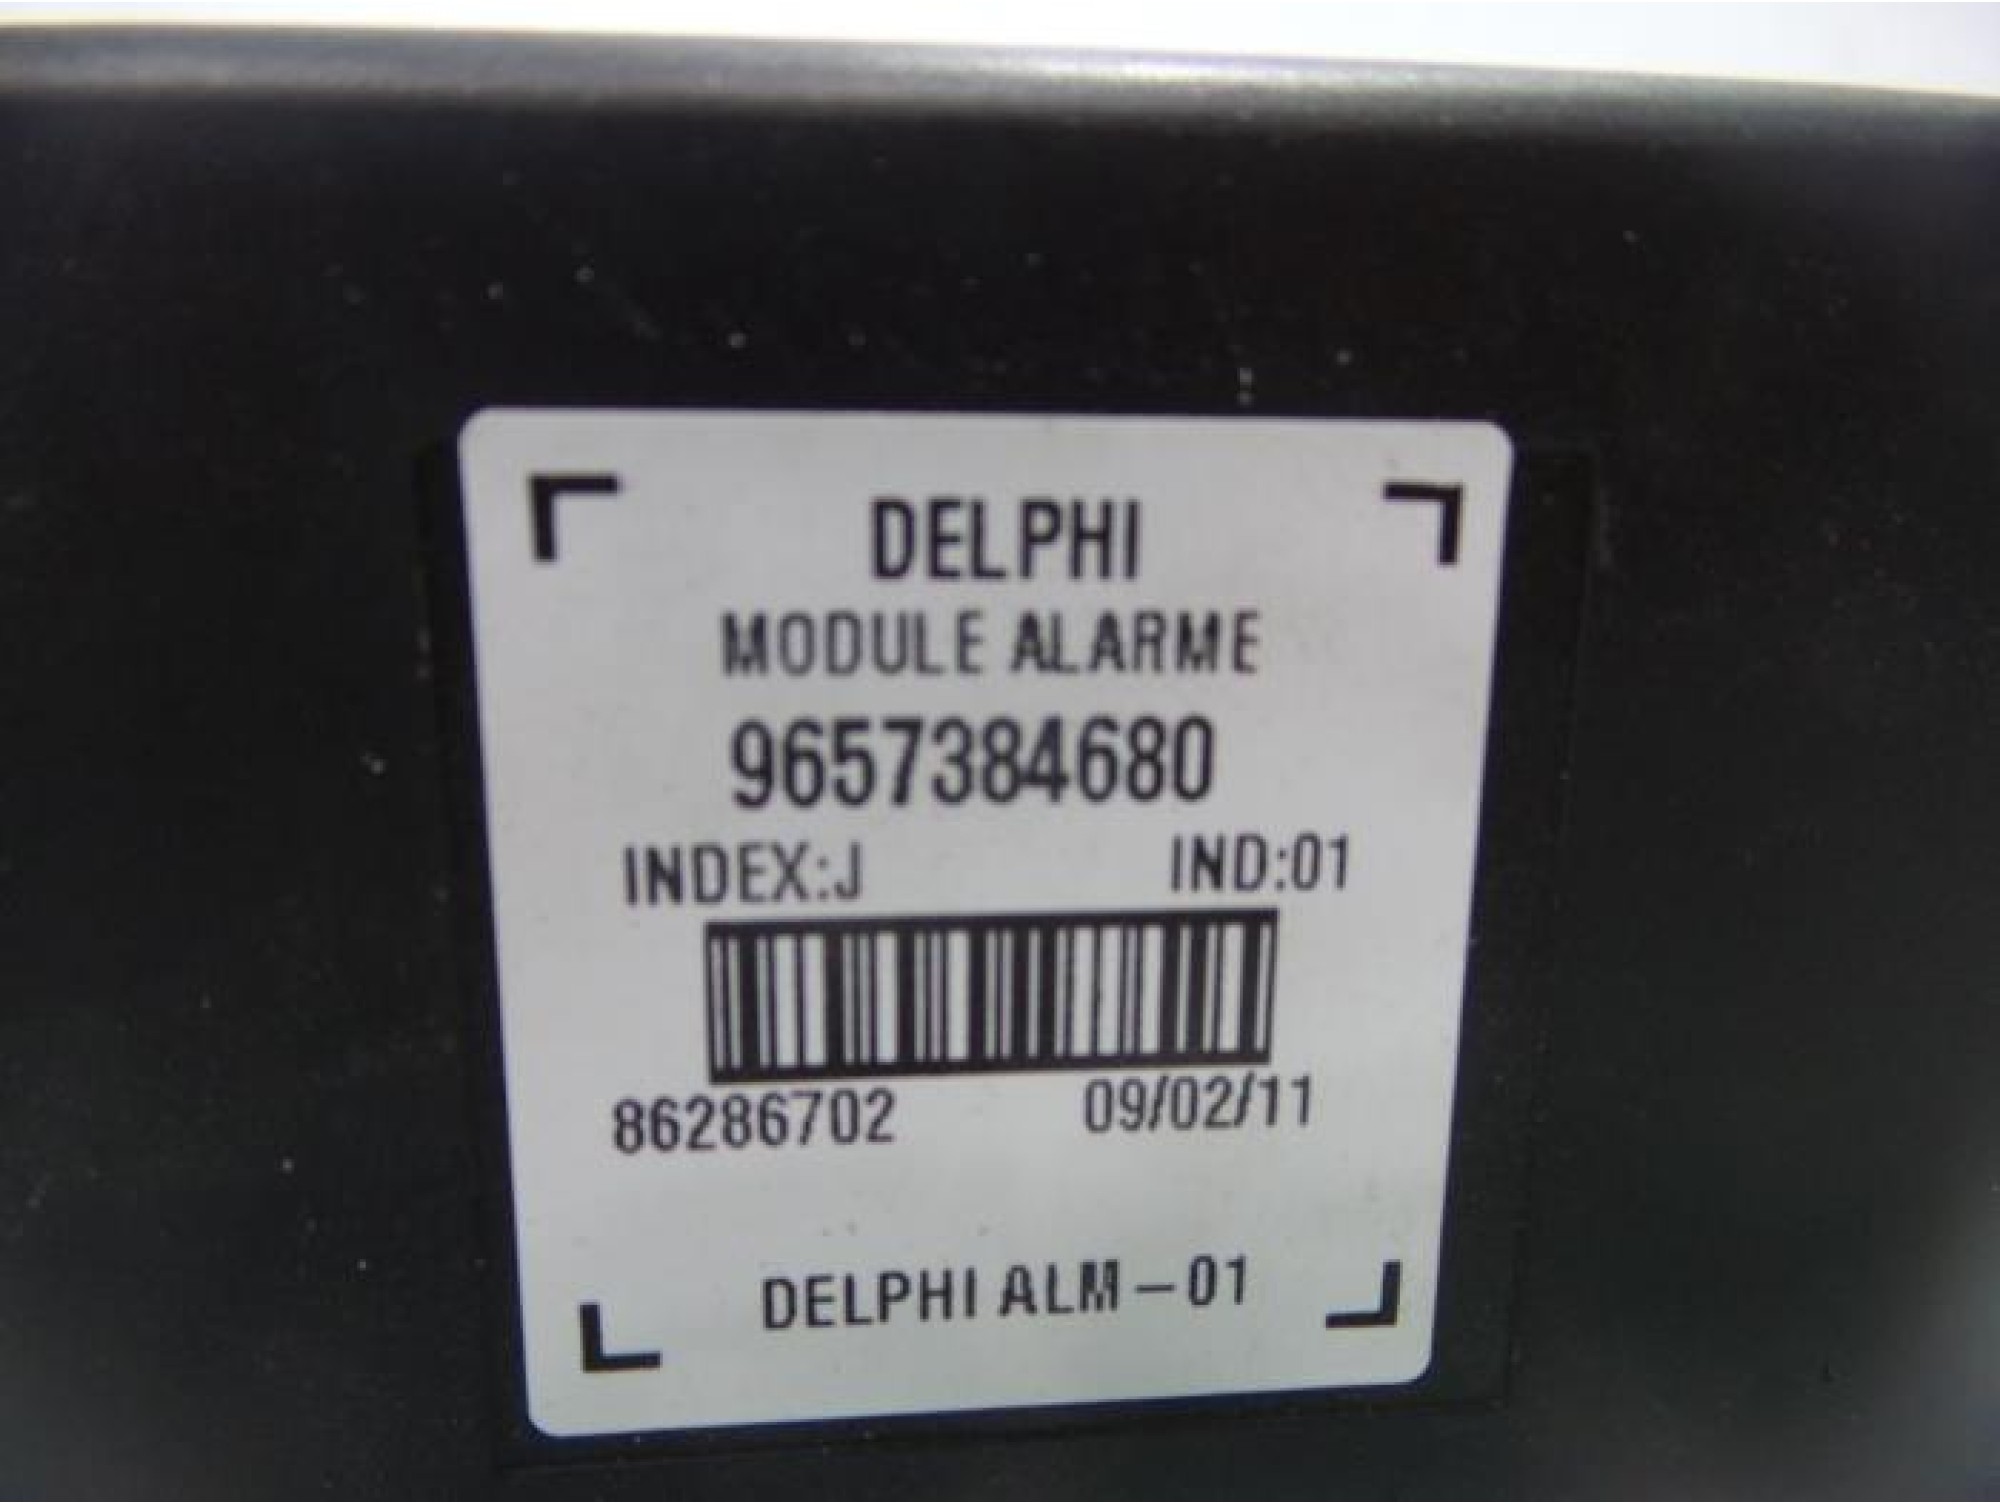 DELPHI
MODULE ALARME
9657384680
INDEX:J IND:01
86286702 09/02/11
DELPHI ALM-01